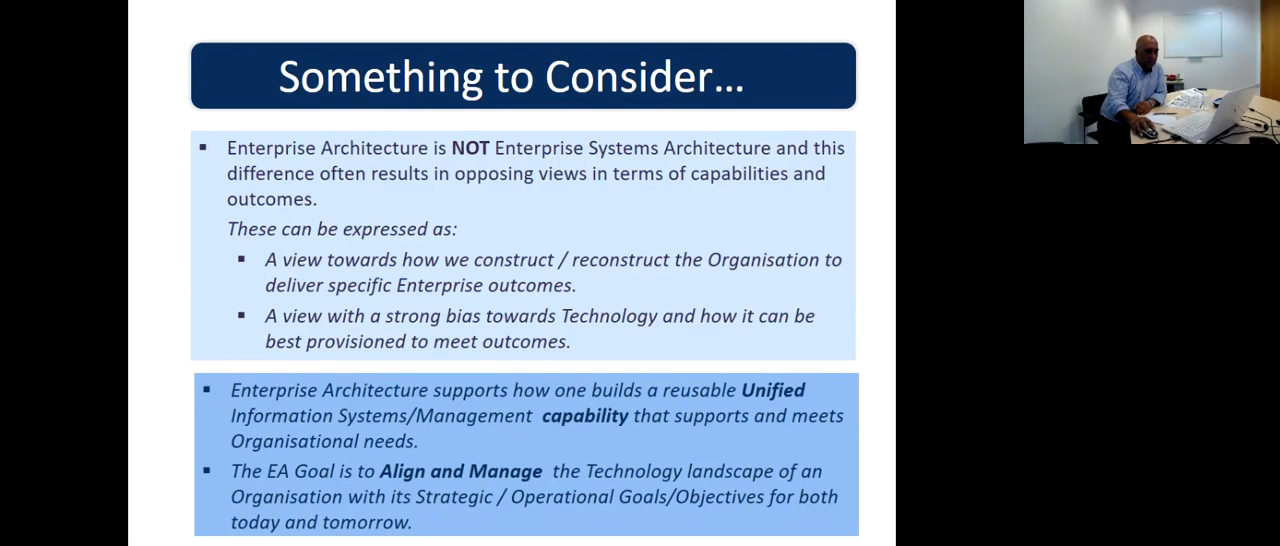 Something to Consider...
▪ Enterprise Architecture is NOT Enterprise Systems Architecture and this
difference often results in opposing views in terms of capabilities and
outcomes.
These can be expressed as:
▪ A view towards how we construct / reconstruct the Organisation to
deliver specific Enterprise outcomes.
▪ A view with a strong bias towards Technology and how it can be
best provisioned to meet outcomes.
▪ Enterprise Architecture supports how one builds a reusable Unified
Information Systems/Management capability that supports and meets
Organisational needs.
▪ The EA Goal is to Align and Manage the Technology landscape of an
Organisation with its Strategic / Operational Goals/Objectives for both
today and tomorrow.